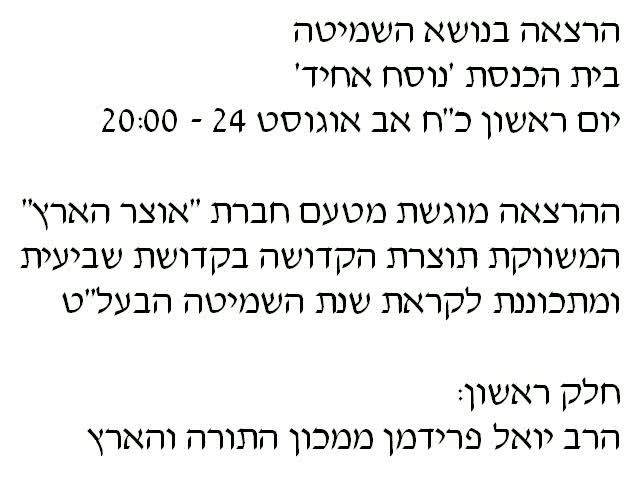 הרצאה בנושא השמיטה
בית הכנסת 'נוסח אחיד'
יום ראשון כ"ח אב אוגוסט 24 - 20:00
ההרצאה מוגשת מטעם חברת "אוצר הארץ"
המשווקת תוצרת הקדושה בקדושת שביעית
ומתכוננת לקראת שנת השמיטה הבעל"ט
חלק ראשון:
הרב יואל פרידמן ממכון התורה והארץ